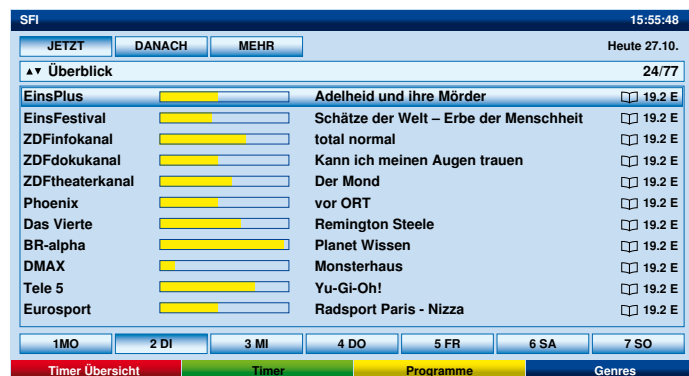 SFI 15:55:48
JETZT DANACH MEHR Heute 27.10.
▲▼ Überblick 24/77
EinsPlus Adelheid und ihre Mörder 19.2 E
EinsFestival Schätze der Welt – Erbe der Menschheit 19.2 E
ZDFinfokanal total normal 19.2 E
ZDFdokukanal Kann ich meinen Augen trauen 19.2 E
ZDFtheaterkanal Der Mond 19.2 E
Phoenix vor ORT 19.2 E
Das Vierte Remington Steele 19.2 E
BR-alpha Planet Wissen 19.2 E
DMAX Monsterhaus 19.2 E
Tele 5 Yu-Gi-Oh! 19.2 E
Eurosport Radsport Paris - Nizza 19.2 E
1MO 2 DI 3 MI 4 DO 5 FR 6 SA 7 SO
Timer Übersicht Timer Programme Genres